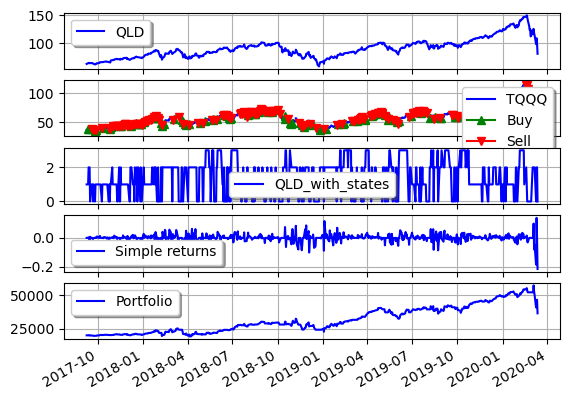 150
QLD
100
100
TQQQ
Buy
50
Sell
2
QLD_with_states
0
0.0
Simple returns
−0.2
50000
Portfolio
25000
2017-10 2018-01 2018-04 2018-07 2018-10 2019-01 2019-04 2019-07 2019-10 2020-01 2020-04